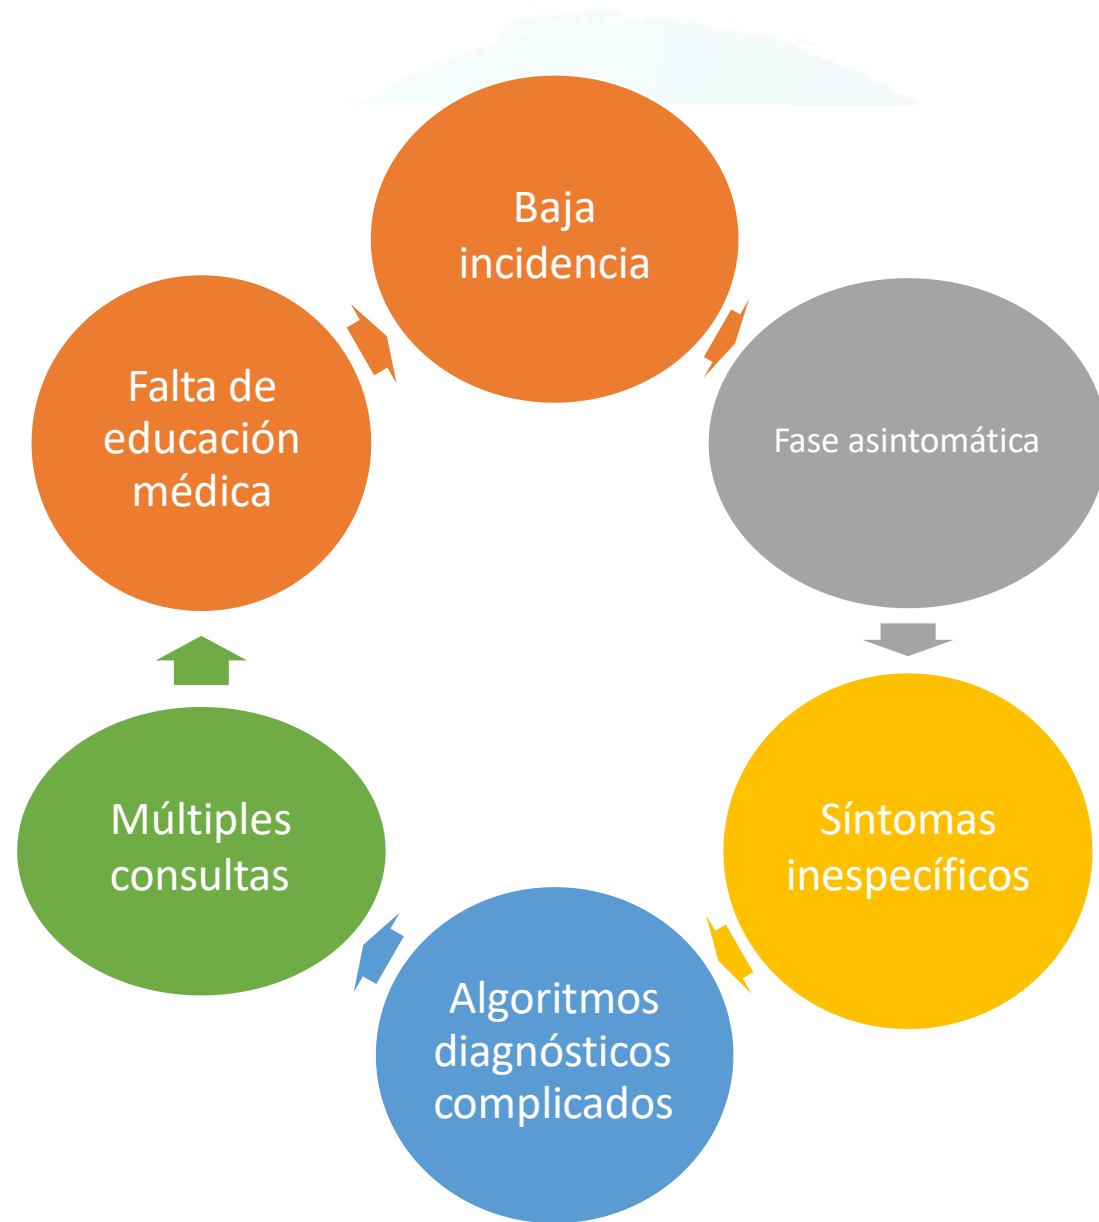 Baja
incidencia
Fase asintomática
Síntomas
inespecíficos
Algoritmos
diagnósticos
complicados
Múltiples
consultas
Falta de
educación
médica